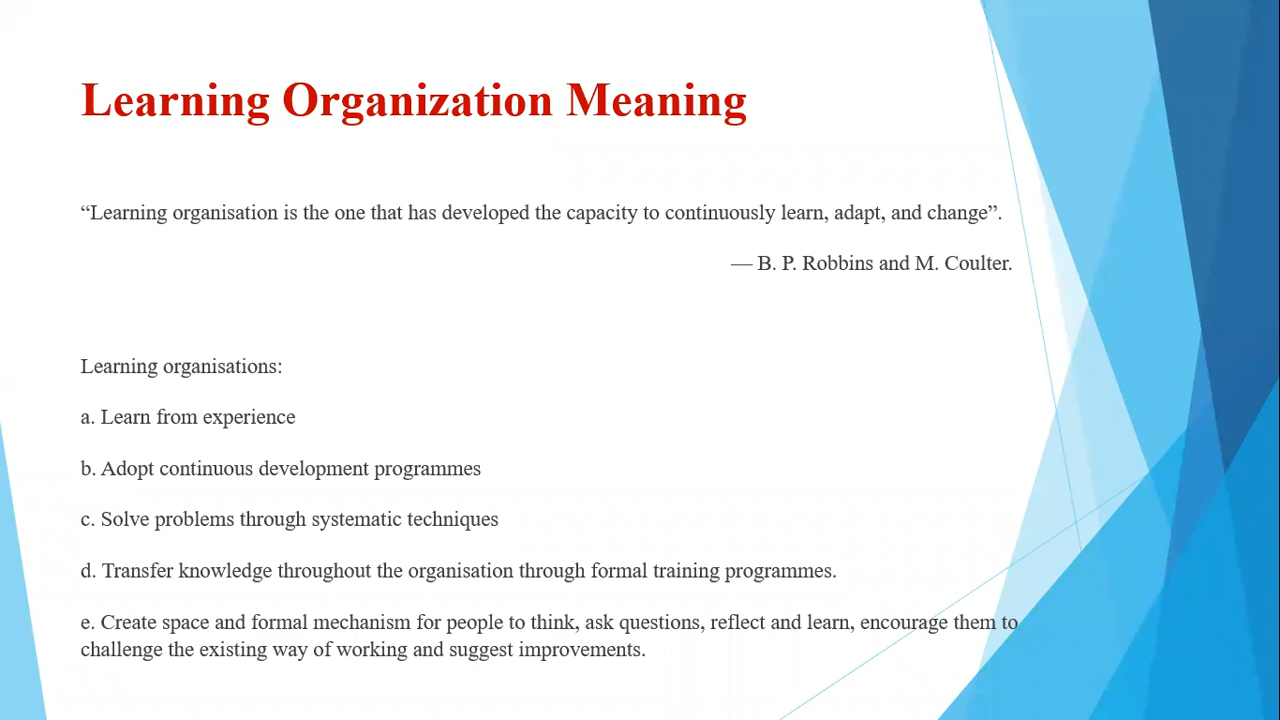 Learning Organization Meaning
“Learning organisation is the one that has developed the capacity to continuously learn, adapt, and change”.
— B. P. Robbins and M. Coulter.
Learning organisations:
a. Learn from experience
b. Adopt continuous development programmes
c. Solve problems through systematic techniques
d. Transfer knowledge throughout the organisation through formal training programmes.
e. Create space and formal mechanism for people to think, ask questions, reflect and learn, encourage them to
challenge the existing way of working and suggest improvements.